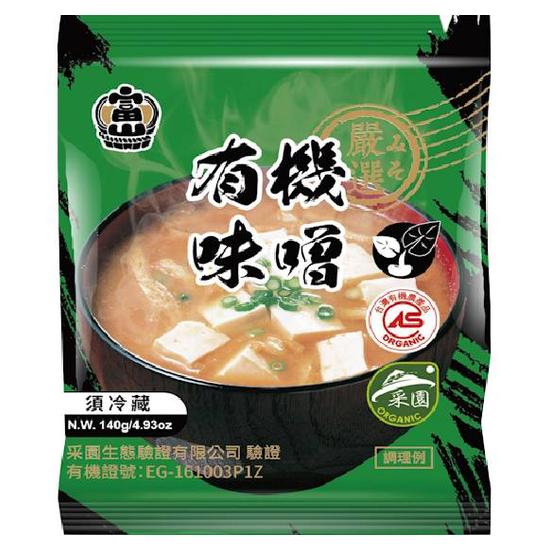 富山
嚴選
みそ
有機
味噌
台灣有機農產品
AS
ORGANIC
采園
ORGANIC
須冷藏
N.W. 140g/4.93oz
采園生態驗證有限公司 驗證
有機證號:EG-161003P1Z
調理例